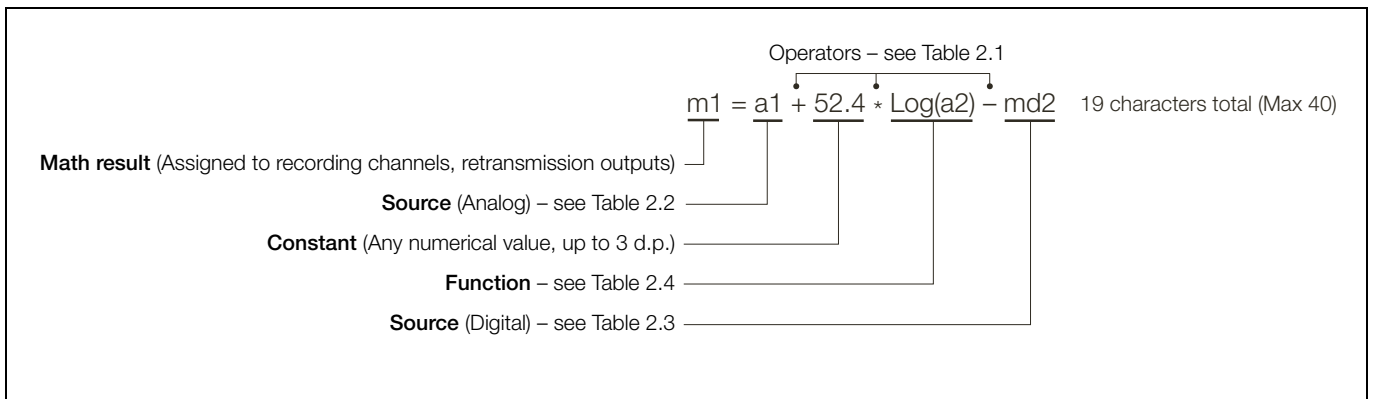 Operators – see Table 2.1
m1 = a1 + 52.4 * Log(a2) – md2 19 characters total (Max 40)
Math result (Assigned to recording channels, retransmission outputs)
Source (Analog) – see Table 2.2
Constant (Any numerical value, up to 3 d.p.)
Function – see Table 2.4
Source (Digital) – see Table 2.3